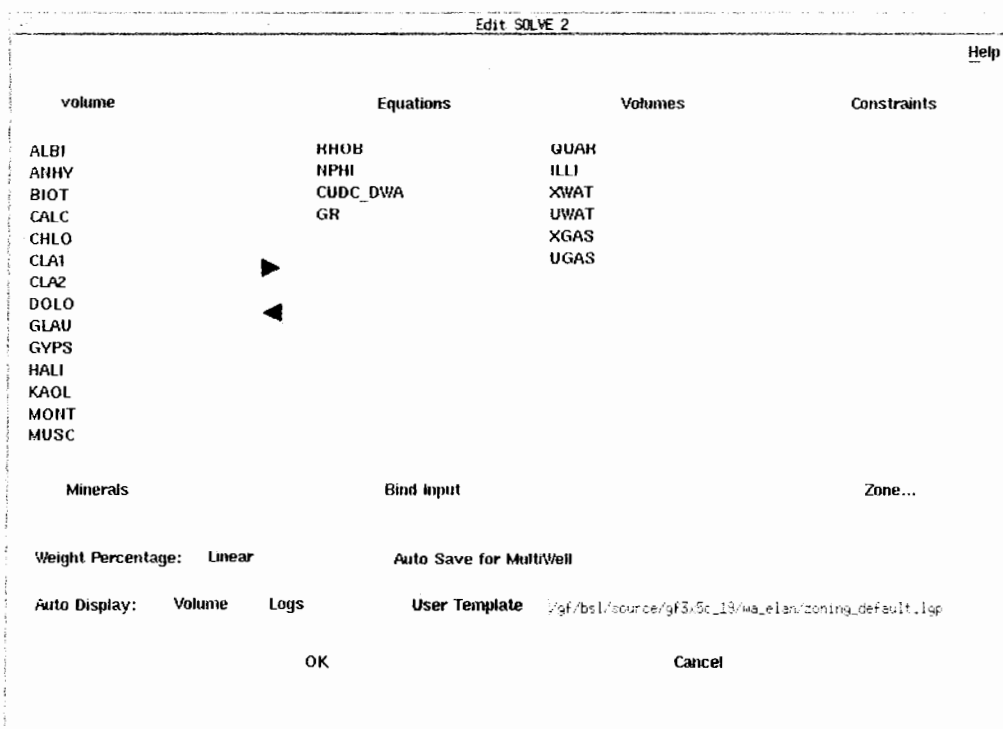 Edit SOLVE 2
Help
volume Equations Volumes Constraints
ALBI RHOB QUAR
ANHY NPHI ILLI
BIOT CUDC_DWA XWAT
CALC GR UWAT
CHLO XGAS
CLA1 UGAS
CLA2
DOLO
GLAU
GYPS
HALI
KAOL
MONT
MUSC
Minerals Bind Input Zone...
Weight Percentage: Linear Auto Save for MultiWell
Auto Display: Volume Logs User Template
OK Cancel